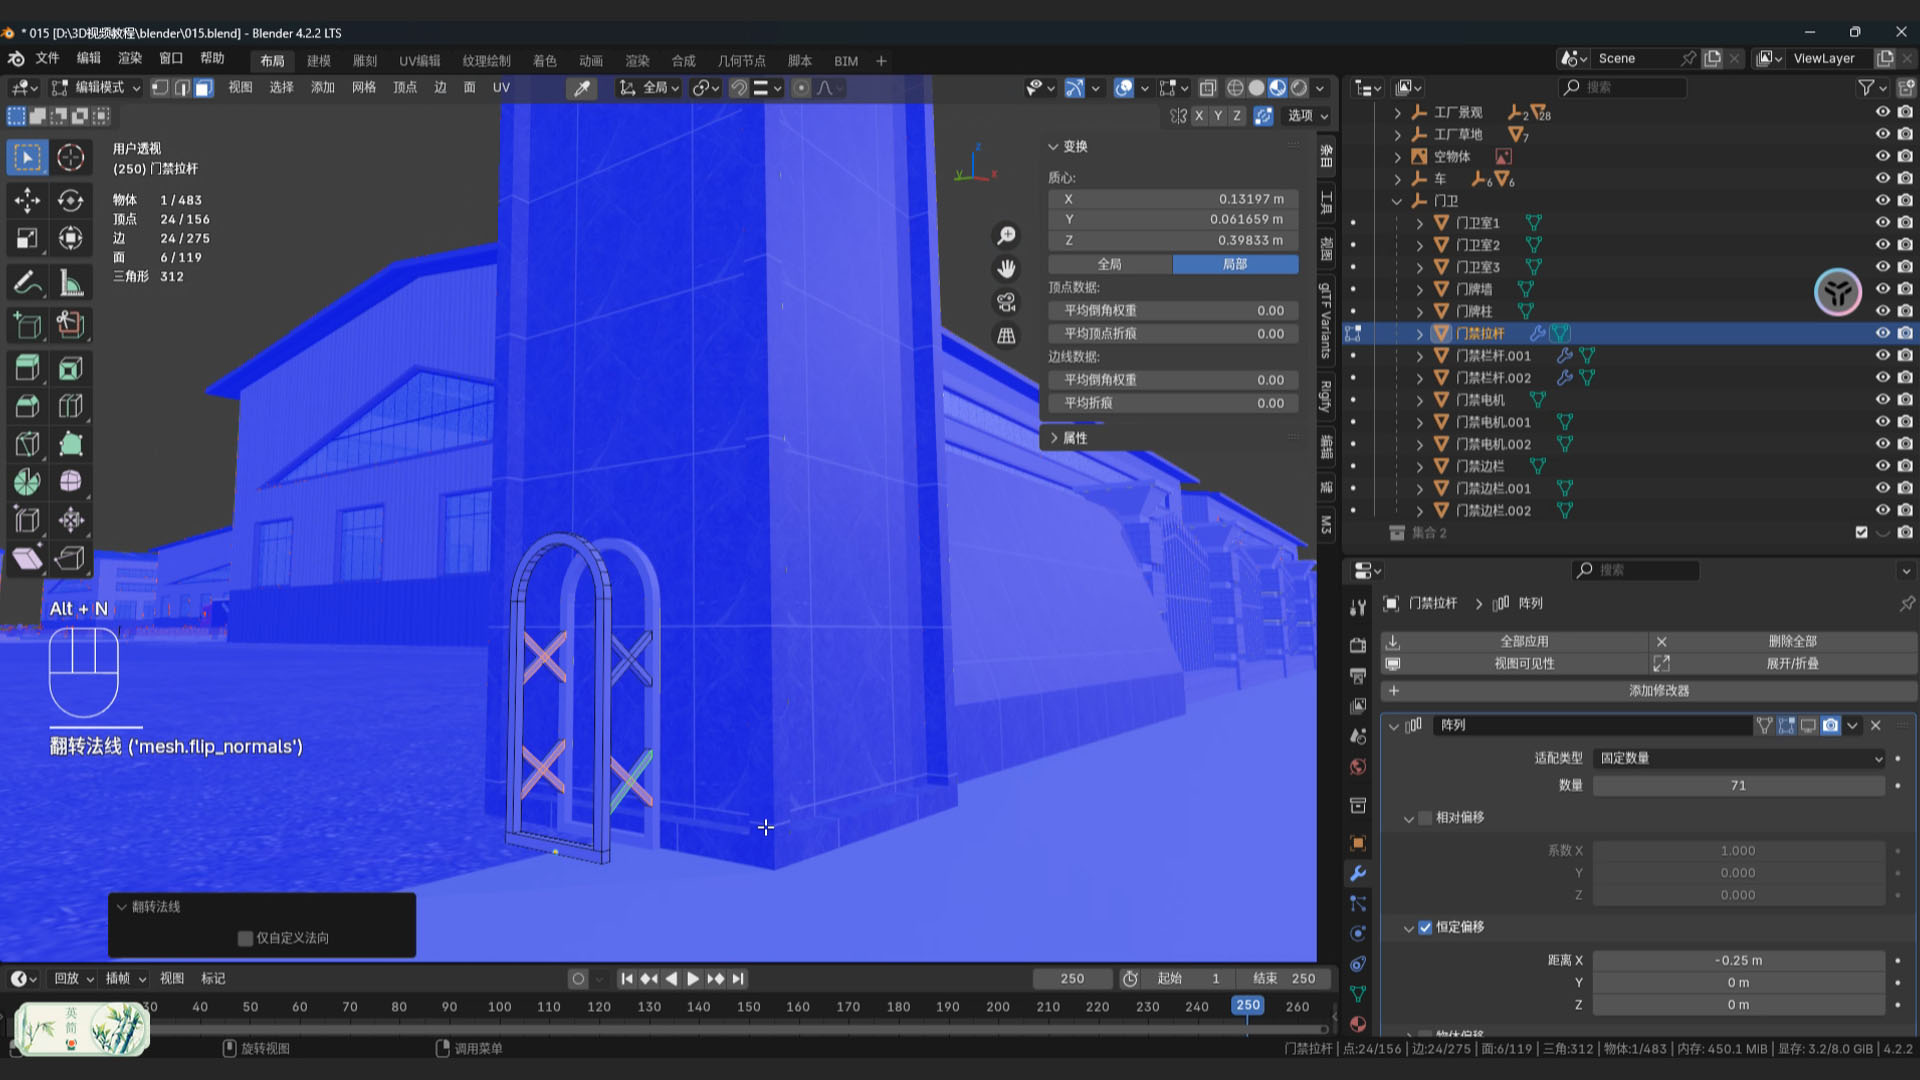 * 015 [D:\3D视频教程\blender\015.blend] - Blender 4.2.2 LTS
文件 编辑 渲染 窗口 帮助 布局 建模 雕刻 UV编辑 纹理绘制 着色 动画 渲染 合成 几何节点 脚本 BIM + Scene ViewLayer
编辑模式 视图 选择 添加 网格 顶点 边 面 UV 全局 搜索
X Y Z 选项
用户透视
(250) 门禁拉杆
物体 1 / 483
顶点 24 / 156
边 24 / 275
面 6 / 119
三角形 312
Z
Y
X
变换
质心:
X 0.13197 m
Y 0.061659 m
Z 0.39833 m
全局 局部
顶点数据:
平均倒角权重 0.00
平均顶点折痕 0.00
边线数据:
平均倒角权重 0.00
平均折痕 0.00
属性
条目
工具
视图
glTF Variants
Rigify
编辑
键
M3
工厂景观 2 28
工厂草地 7
空物体
车 6 6
门卫
门卫室1
门卫室2
门卫室3
门牌墙
门牌柱
门禁拉杆
门禁栏杆.001
门禁栏杆.002
门禁电机
门禁电机.001
门禁电机.002
门禁边栏
门禁边栏.001
门禁边栏.002
集合 2
Alt + N
翻转法线 ('mesh.flip_normals')
翻转法线
仅自定义法向
搜索
门禁拉杆 > 阵列
全部应用 删除全部
视图可见性 展开/折叠
添加修改器
阵列
适配类型 固定数量
数量 71
相对偏移
系数 X 1.000
Y 0.000
Z 0.000
恒定偏移
距离 X -0.25 m
Y 0 m
Z 0 m
物体偏移
回放 插帧 视图 标记 250 起始 1 结束 250
30 40 50 60 70 80 90 100 110 120 130 140 150 160 170 180 190 200 210 220 230 240 250 260
英
简
旋转视图 调用菜单 门禁拉杆 | 点:24/156 | 边:24/275 | 面:6/119 | 三角:312 | 物体:1/483 | 内存: 450.1 MiB | 显存: 3.2/8.0 GiB | 4.2.2